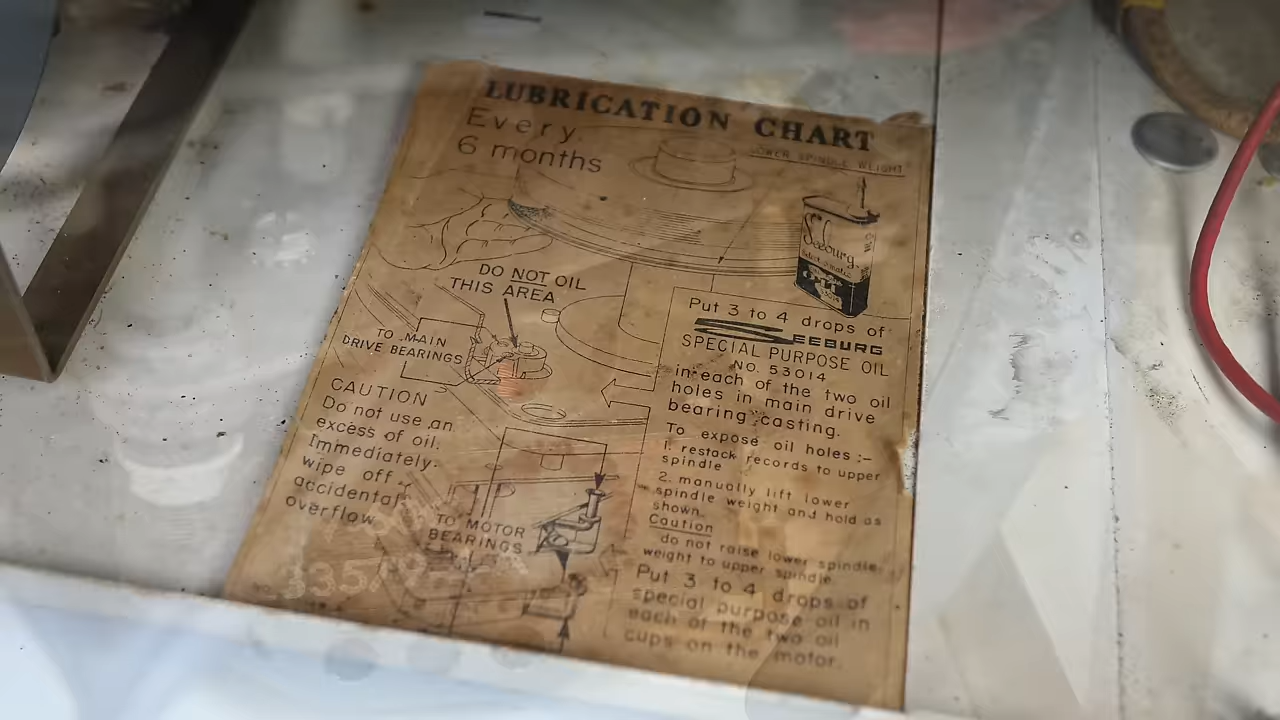 LUBRICATION CHART
Every
6 months
LOWER SPINDLE WEIGHT
Seeburg
OIL
DO NOT OIL
THIS AREA
TO MAIN
DRIVE BEARINGS
CAUTION
Do not use an
excess of oil.
Immediately
wipe off
accidental
overflow
TO MOTOR
BEARINGS
Put 3 to 4 drops of
EEBURG
SPECIAL PURPOSE OIL
NO. 53014
in each of the two oil
holes in main drive
bearing casting.
To expose oil holes :-
1. restack records to upper
spindle
2. manually lift lower
spindle weight and hold as
shown
Caution
do not raise lower spindle
weight to upper spindle
Put 3 to 4 drops of
special purpose oil in
each of the two oil
cups on the motor.